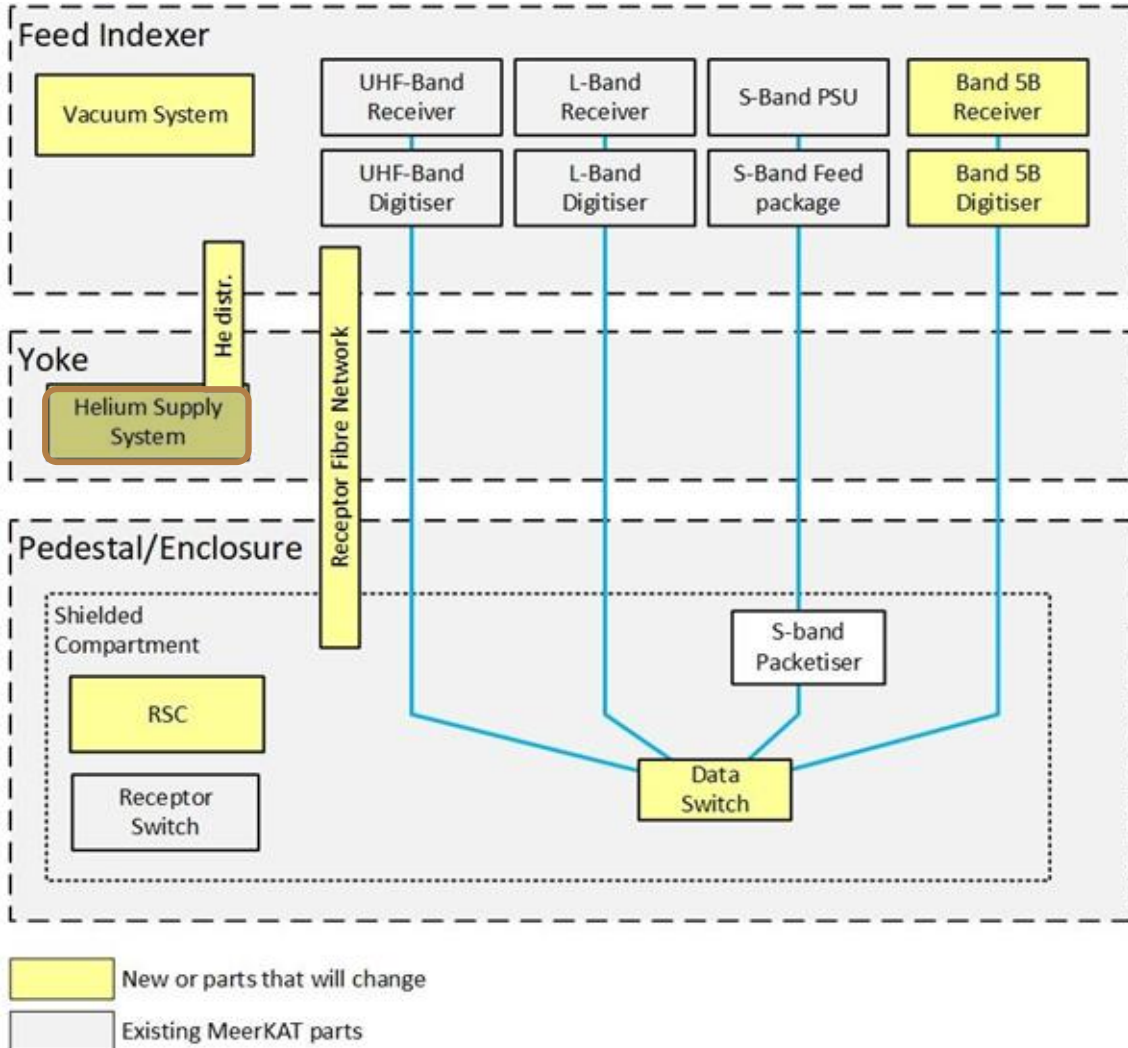 Feed Indexer
Vacuum System
UHF-Band
Receiver
L-Band
Receiver
S-Band PSU
Band 5B
Receiver
UHF-Band
Digitiser
L-Band
Digitiser
S-Band Feed
package
Band 5B
Digitiser
He distr.
Receptor Fibre Network
Yoke
Helium Supply
System
Pedestal/Enclosure
Shielded
Compartment
S-band
Packetiser
RSC
Data
Switch
Receptor
Switch
New or parts that will change
Existing MeerKAT parts